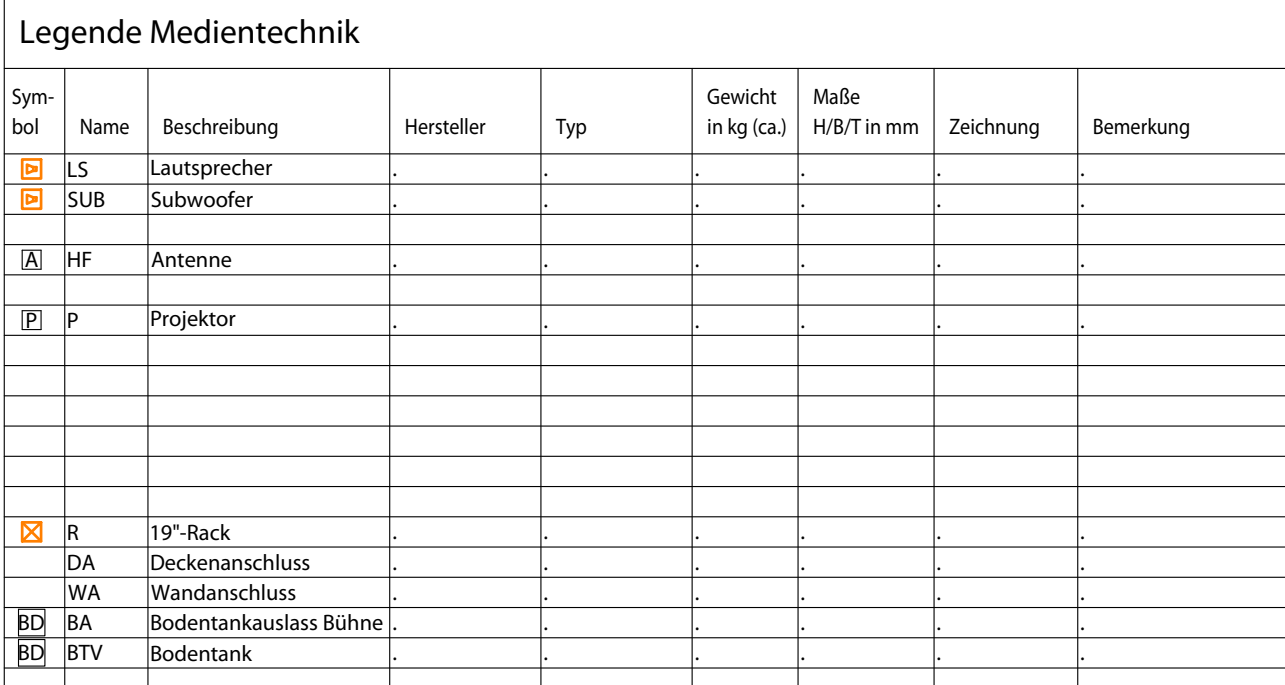 Legende Medientechnik
Sym-
bol Name Beschreibung Hersteller Typ Gewicht
in kg (ca.) Maße
H/B/T in mm Zeichnung Bemerkung
LS Lautsprecher . . . . . .
SUB Subwoofer . . . . . .
A HF Antenne . . . . . .
P P Projektor . . . . . .
R 19"-Rack . . . . . .
DA Deckenanschluss . . . . . .
WA Wandanschluss . . . . . .
BD BA Bodentankauslass Bühne . . . . . .
BD BTV Bodentank . . . . . .